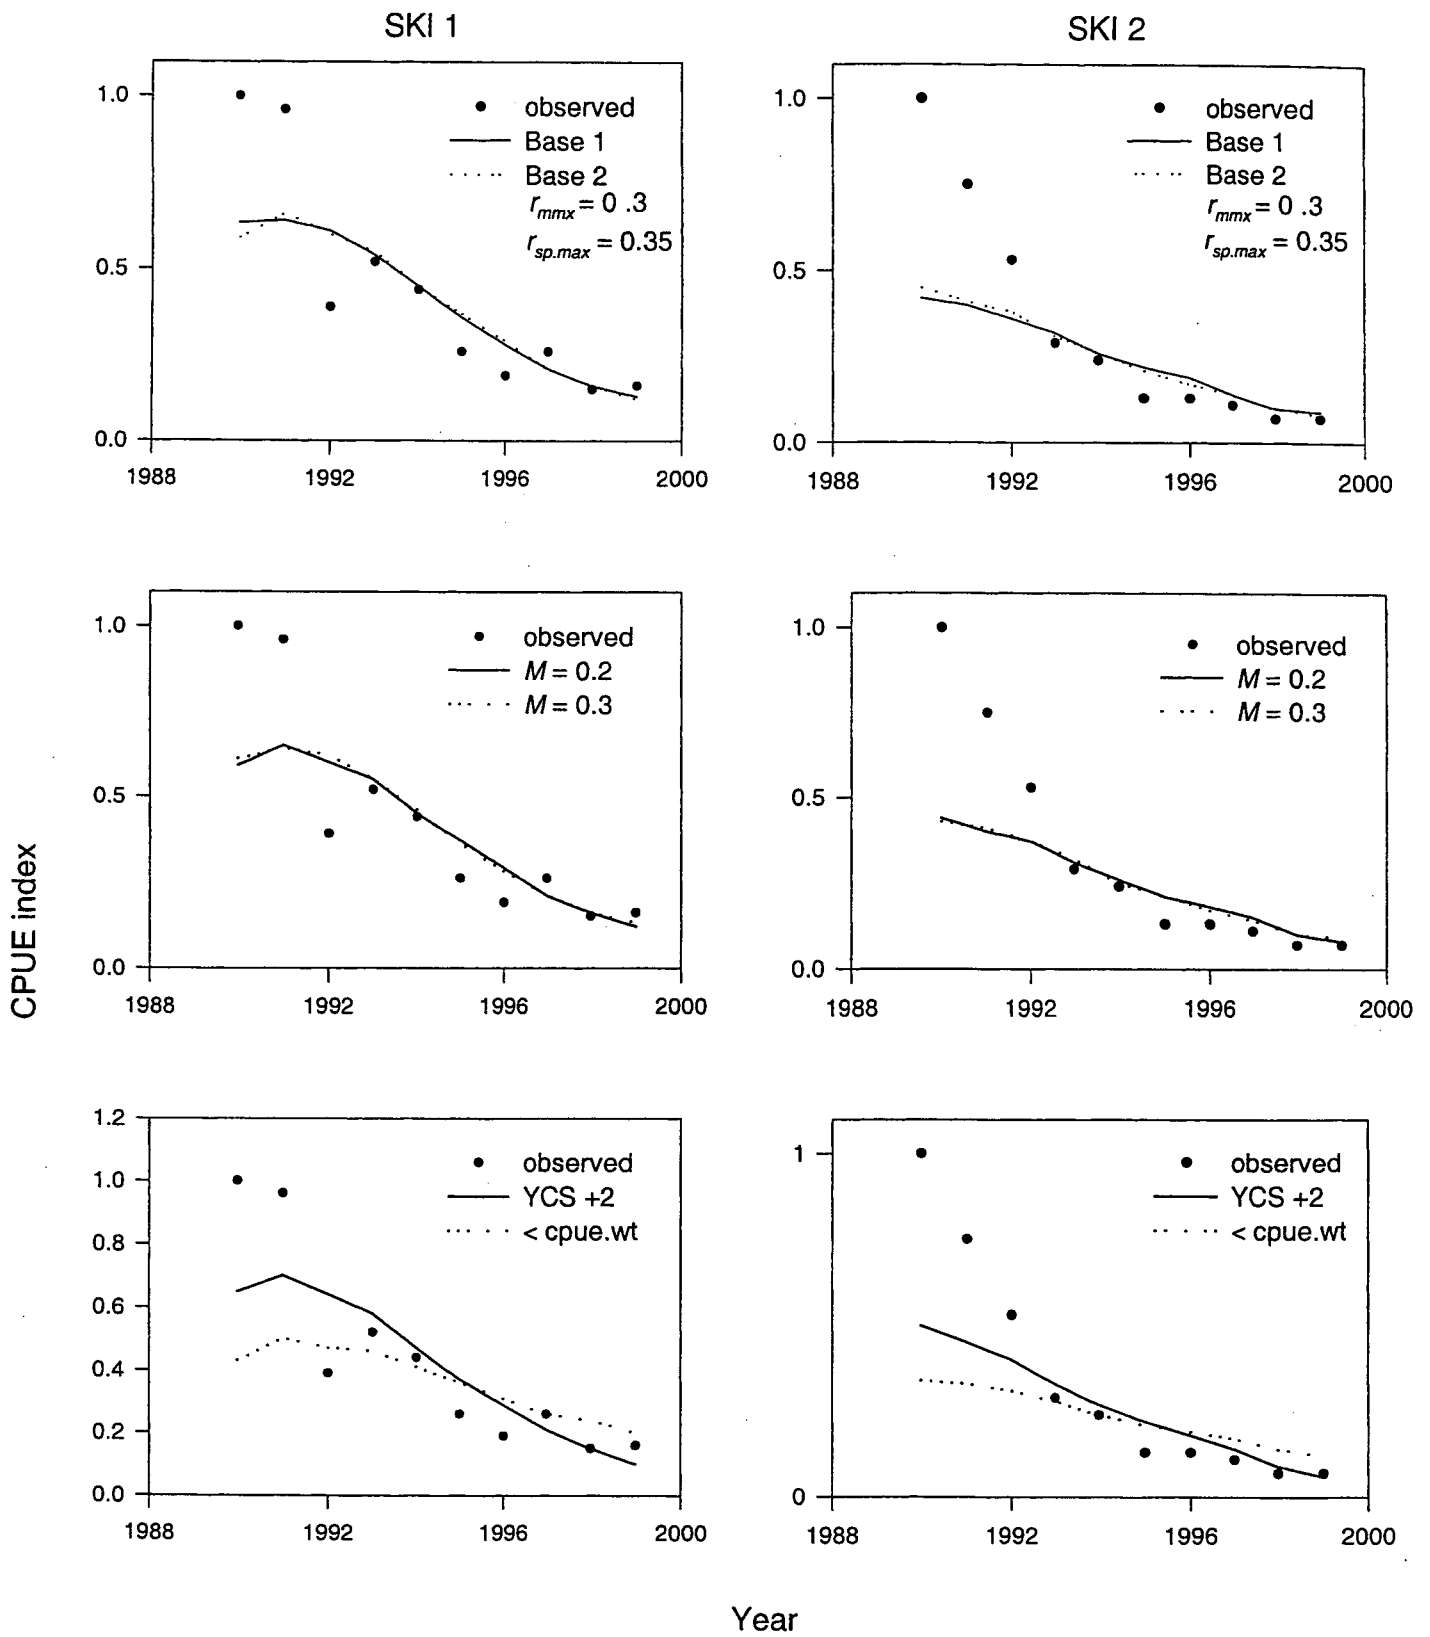 SKI 1
SKI 2
1.0
0.5
0.0
1988
1992
1996
2000
observed
Base 1
Base 2
rmmx = 0 .3
rsp.max = 0.35
1.0
0.5
0.0
1988
1992
1996
2000
observed
Base 1
Base 2
rmmx = 0 .3
rsp.max = 0.35
1.0
0.5
0.0
1988
1992
1996
2000
observed
M = 0.2
M = 0.3
1.0
0.5
0.0
1988
1992
1996
2000
observed
M = 0.2
M = 0.3
CPUE index
1.2
1.0
0.8
0.6
0.4
0.2
0.0
1988
1992
1996
2000
observed
YCS +2
< cpue.wt
1
0
1988
1992
1996
2000
observed
YCS +2
< cpue.wt
Year